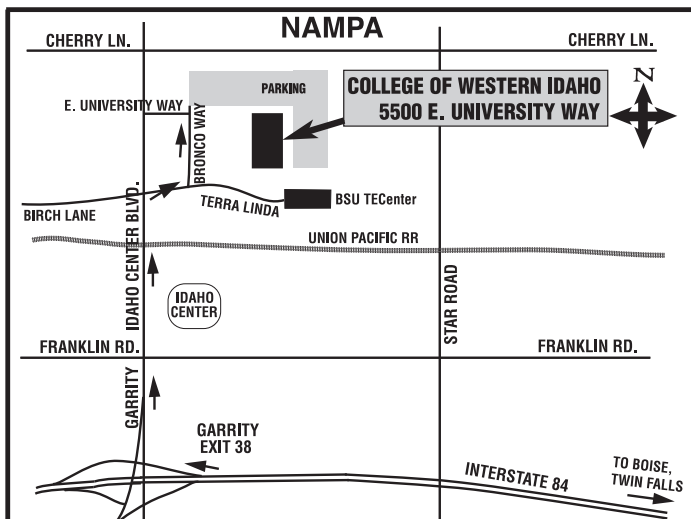 NAMPA
CHERRY LN.
CHERRY LN.
PARKING
COLLEGE OF WESTERN IDAHO
5500 E. UNIVERSITY WAY
N
E. UNIVERSITY WAY
BRONCO WAY
BIRCH LANE
TERRA LINDA
BSU TECenter
IDAHO CENTER BLVD.
UNION PACIFIC RR
IDAHO
CENTER
STAR ROAD
FRANKLIN RD.
FRANKLIN RD.
GARRITY
GARRITY
EXIT 38
INTERSTATE 84
TO BOISE,
TWIN FALLS